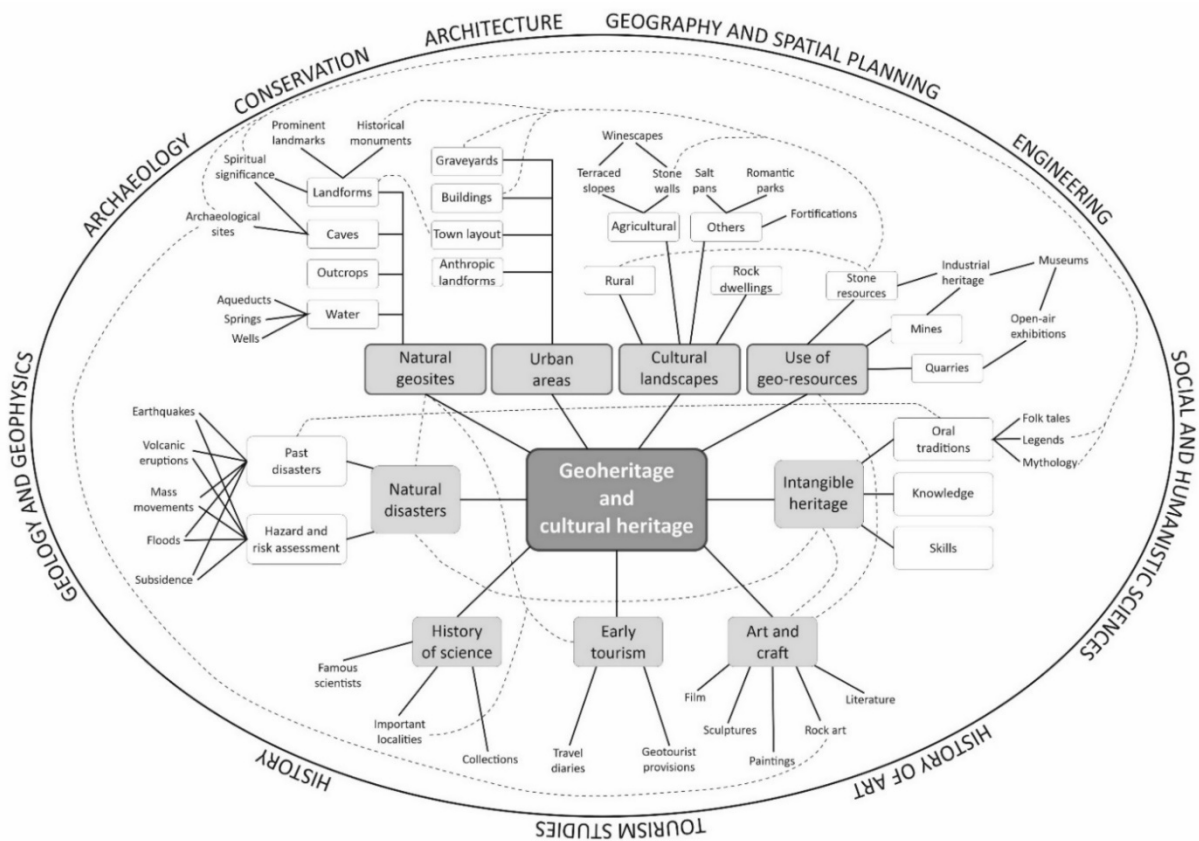 ARCHITECTURE
GEOGRAPHY AND SPATIAL PLANNING
CONSERVATION
ARCHAEOLOGY
ENGINEERING
GEOLOGY AND GEOPHYSICS
SOCIAL AND HUMANISTIC SCIENCES
HISTORY
TOURISM STUDIES
HISTORY OF ART
Prominent
landmarks
Historical
monuments
Spiritual
significance
Landforms
Archaeological
sites
Caves
Outcrops
Aqueducts
Springs
Wells
Water
Natural
geosites
Graveyards
Buildings
Town layout
Anthropic
landforms
Urban
areas
Winescapes
Terraced
slopes
Stone
walls
Agricultural
Salt
pans
Romantic
parks
Others
Fortifications
Rural
Rock
dwellings
Cultural
landscapes
Stone
resources
Industrial
heritage
Museums
Mines
Open-air
exhibitions
Quarries
Use of
geo-resources
Earthquakes
Volcanic
eruptions
Mass
movements
Floods
Subsidence
Past
disasters
Hazard and
risk assessment
Natural
disasters
Geoheritage
and
cultural heritage
Intangible
heritage
Oral
traditions
Folk tales
Legends
Mythology
Knowledge
Skills
History
of science
Famous
scientists
Important
localities
Collections
Early
tourism
Travel
diaries
Geotourist
provisions
Art and
craft
Film
Sculptures
Paintings
Rock art
Literature